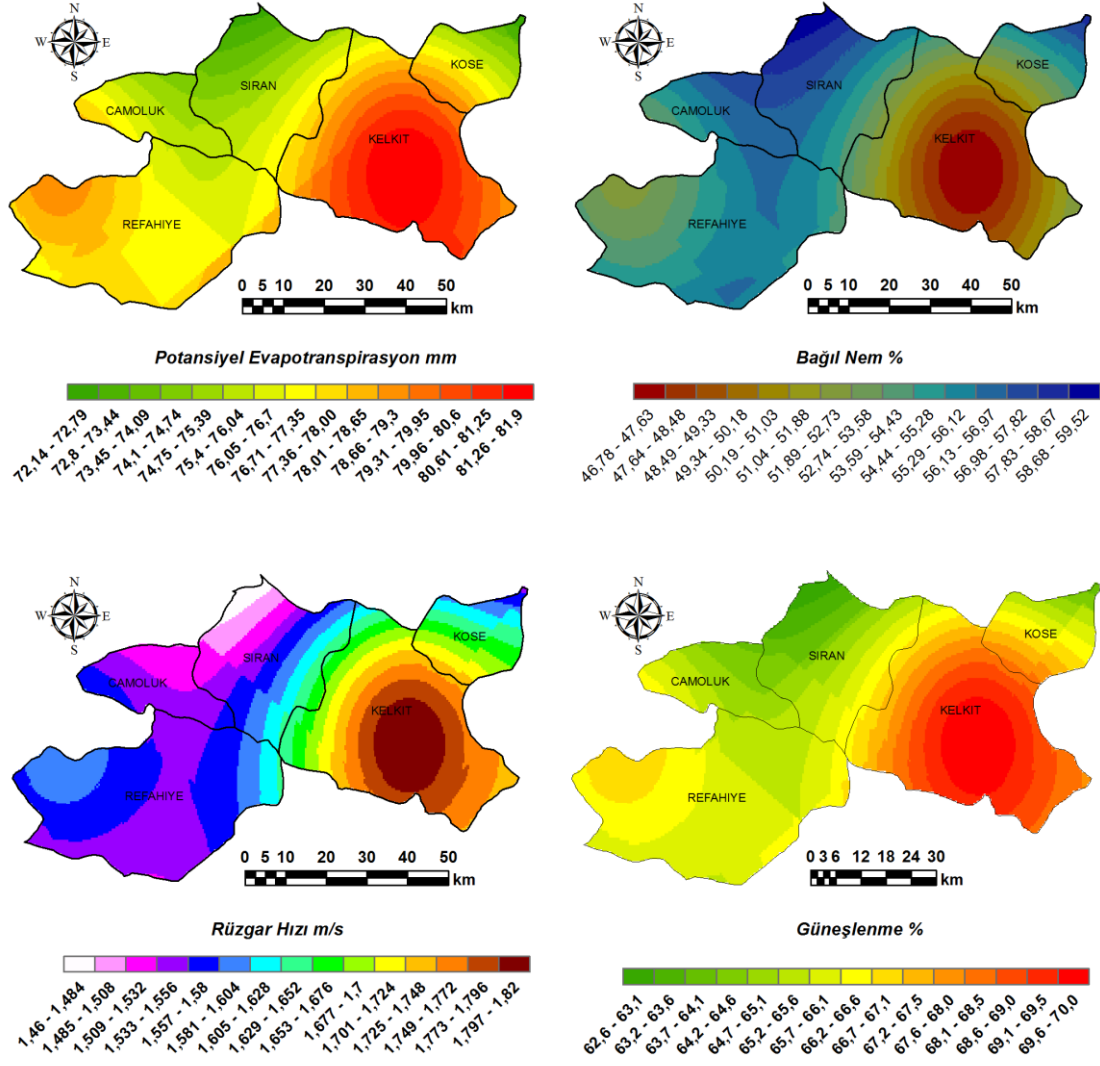 N
W E
S
SIRAN
KOSE
CAMOLUK
KELKIT
REFAHIYE
0 5 10 20 30 40 50
km
Potansiyel Evapotranspirasyon mm
72,14 - 72,79
72,8 - 73,44
73,45 - 74,09
74,1 - 74,74
74,75 - 75,39
75,4 - 76,04
76,05 - 76,7
76,71 - 77,35
77,36 - 78,00
78,01 - 78,65
78,66 - 79,3
79,31 - 79,95
79,96 - 80,6
80,61 - 81,25
81,26 - 81,9
N
W E
S
SIRAN
KOSE
CAMOLUK
KELKIT
REFAHIYE
0 5 10 20 30 40 50
km
Bağıl Nem %
46,78 - 47,63
47,64 - 48,48
48,49 - 49,33
49,34 - 50,18
50,19 - 51,03
51,04 - 51,88
51,89 - 52,73
52,74 - 53,58
53,59 - 54,43
54,44 - 55,28
55,29 - 56,12
56,13 - 56,97
56,98 - 57,82
57,83 - 58,67
58,68 - 59,52
N
W E
S
SIRAN
KOSE
CAMOLUK
KELKIT
REFAHIYE
0 5 10 20 30 40 50
km
Rüzgar Hızı m/s
1,46 - 1,484
1,485 - 1,508
1,509 - 1,532
1,533 - 1,556
1,557 - 1,58
1,581 - 1,604
1,605 - 1,628
1,629 - 1,652
1,653 - 1,676
1,677 - 1,7
1,701 - 1,724
1,725 - 1,748
1,749 - 1,772
1,773 - 1,796
1,797 - 1,82
N
W E
S
SIRAN
KOSE
CAMOLUK
KELKIT
REFAHIYE
0 3 6 12 18 24 30
km
Güneşlenme %
62,6 - 63,1
63,2 - 63,6
63,7 - 64,1
64,2 - 64,6
64,7 - 65,1
65,2 - 65,6
65,7 - 66,1
66,2 - 66,6
66,7 - 67,1
67,2 - 67,5
67,6 - 68,0
68,1 - 68,5
68,6 - 69,0
69,1 - 69,5
69,6 - 70,0